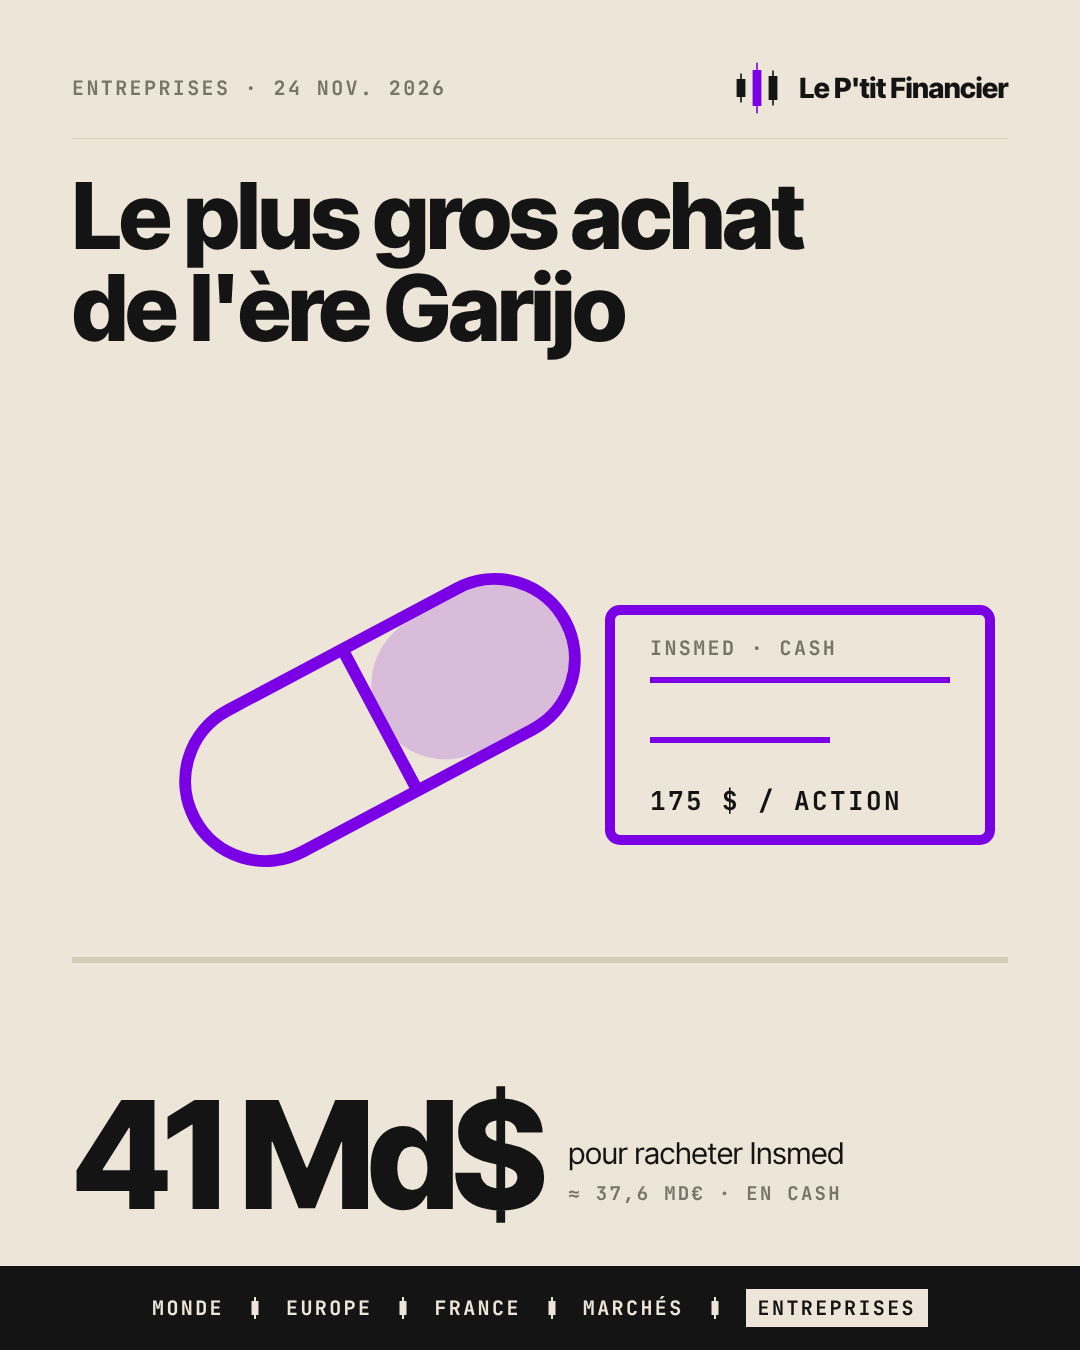 ENTREPRISES · 24 NOV. 2026
Le P'tit Financier
Le plus gros achat
de l'ère Garijo
INSMED · CASH
175 $ / ACTION
41 Md$
pour racheter Insmed
≈ 37,6 MD€ · EN CASH
MONDE EUROPE FRANCE MARCHÉS ENTREPRISES